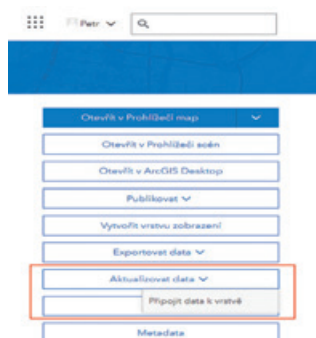 Petr
Otevřít v Prohlížeči map
Otevřít v Prohlížeči scén
Otevřít v ArcGIS Desktop
Publikovat
Vytvořit vrstvu zobrazení
Exportovat data
Aktualizovat data
Připojit data k vrstvě
Metadata